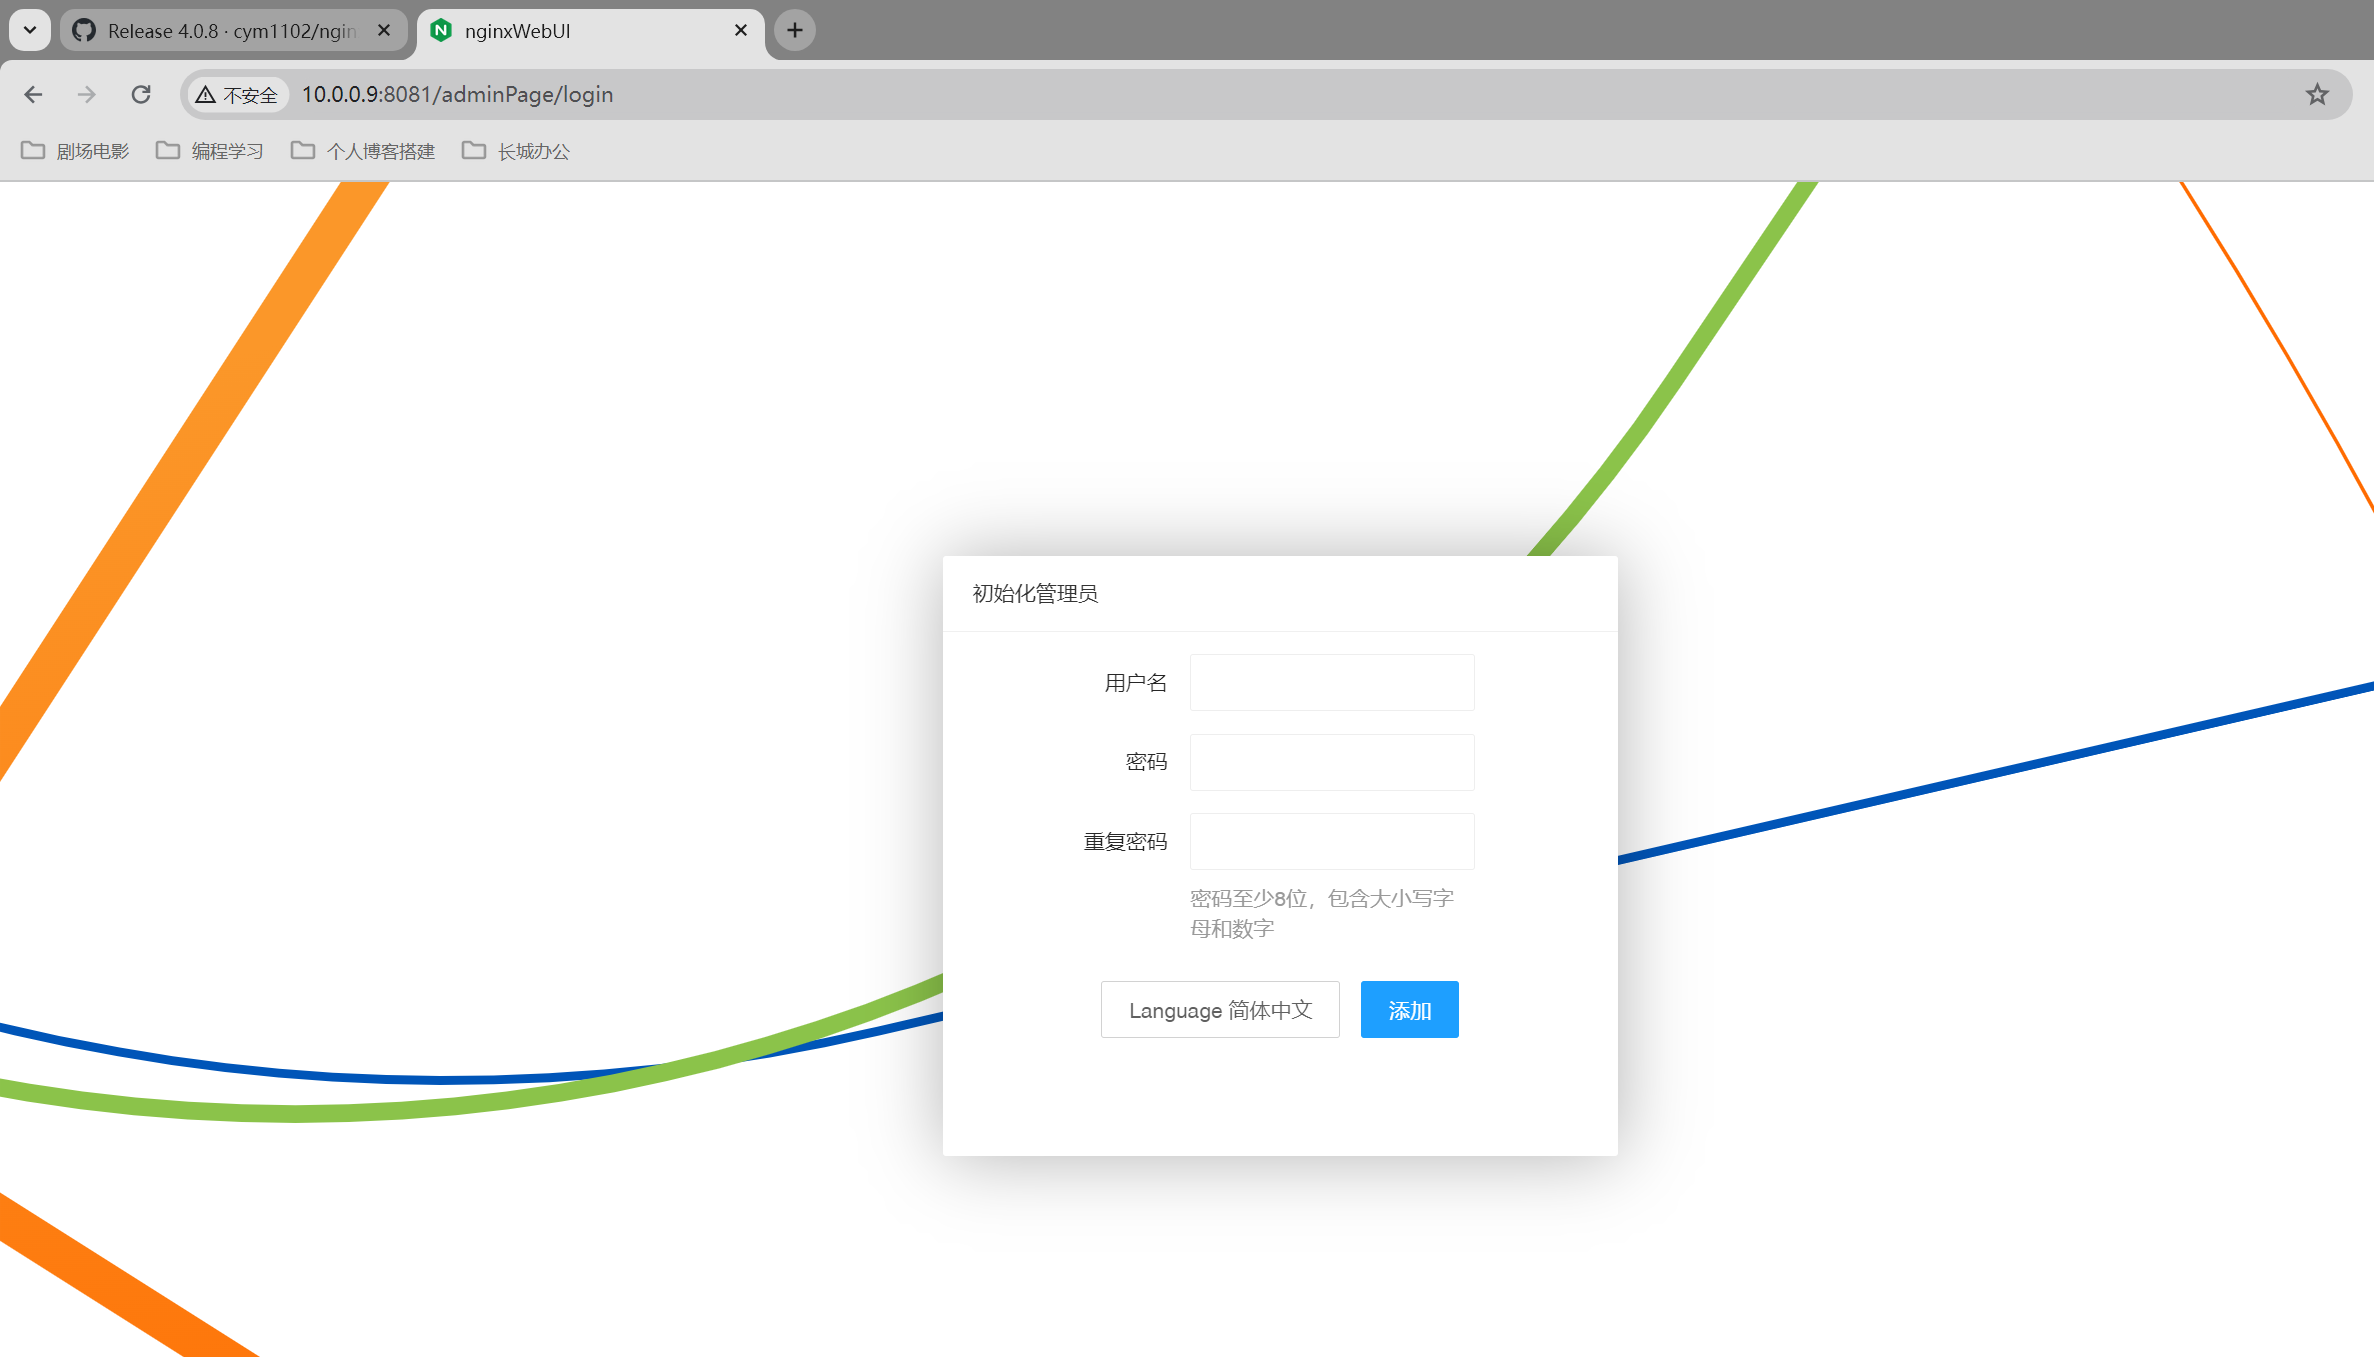 Release 4.0.8 · cym1102/ngin
nginxWebUI
不安全 10.0.0.9:8081/adminPage/login
剧场电影 编程学习 个人博客搭建 长城办公
初始化管理员
用户名
密码
重复密码
密码至少8位，包含大小写字
母和数字
Language 简体中文 添加